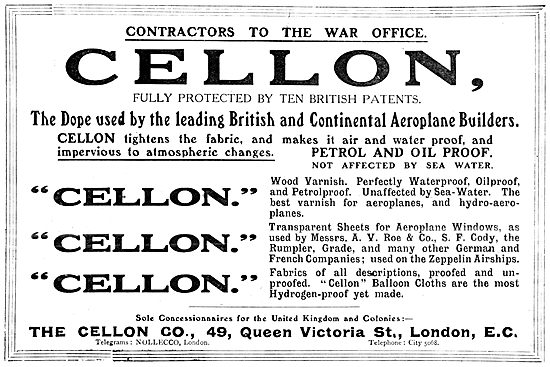 CONTRACTORS TO THE WAR OFFICE.
CELLON,
FULLY PROTECTED BY TEN BRITISH PATENTS.
The Dope used by the leading British and Continental Aeroplane Builders.
CELLON tightens the fabric, and makes it air and water proof, and
impervious to atmospheric changes. PETROL AND OIL PROOF.
NOT AFFECTED BY SEA WATER.
"CELLON."
Wood Varnish. Perfectly Waterproof, Oilproof,
and Petrolproof. Unaffected by Sea-Water. The
best varnish for aeroplanes, and hydro-aero-
planes.
"CELLON."
Transparent Sheets for Aeroplane Windows, as
used by Messrs. A. V. Roe & Co., S. F. Cody, the
Rumpler, Grade, and many other German and
French Companies; used on the Zeppelin Airships.
"CELLON."
Fabrics of all descriptions, proofed and un-
proofed. "Cellon" Balloon Cloths are the most
Hydrogen-proof yet made.
Sole Concessionnaires for the United Kingdom and Colonies:—
THE CELLON CO., 49, Queen Victoria St., London, E.C.
Telegrams: NOLLECO, London. Telephone: City 5068.